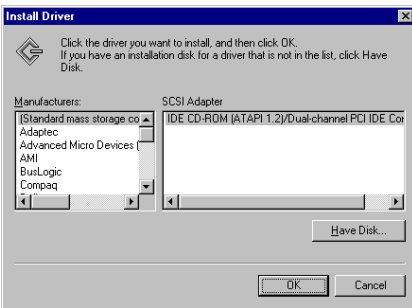 Install Driver
Click the driver you want to install, and then click OK.
If you have an installation disk for a driver that is not in the list, click Have
Disk.
Manufacturers:
(Standard mass storage co
Adaptec
Advanced Micro Devices (
AMI
BusLogic
Compaq
SCSI Adapter
IDE CD-ROM (ATAPI 1.2)/Dual-channel PCI IDE Cor
Have Disk...
OK
Cancel